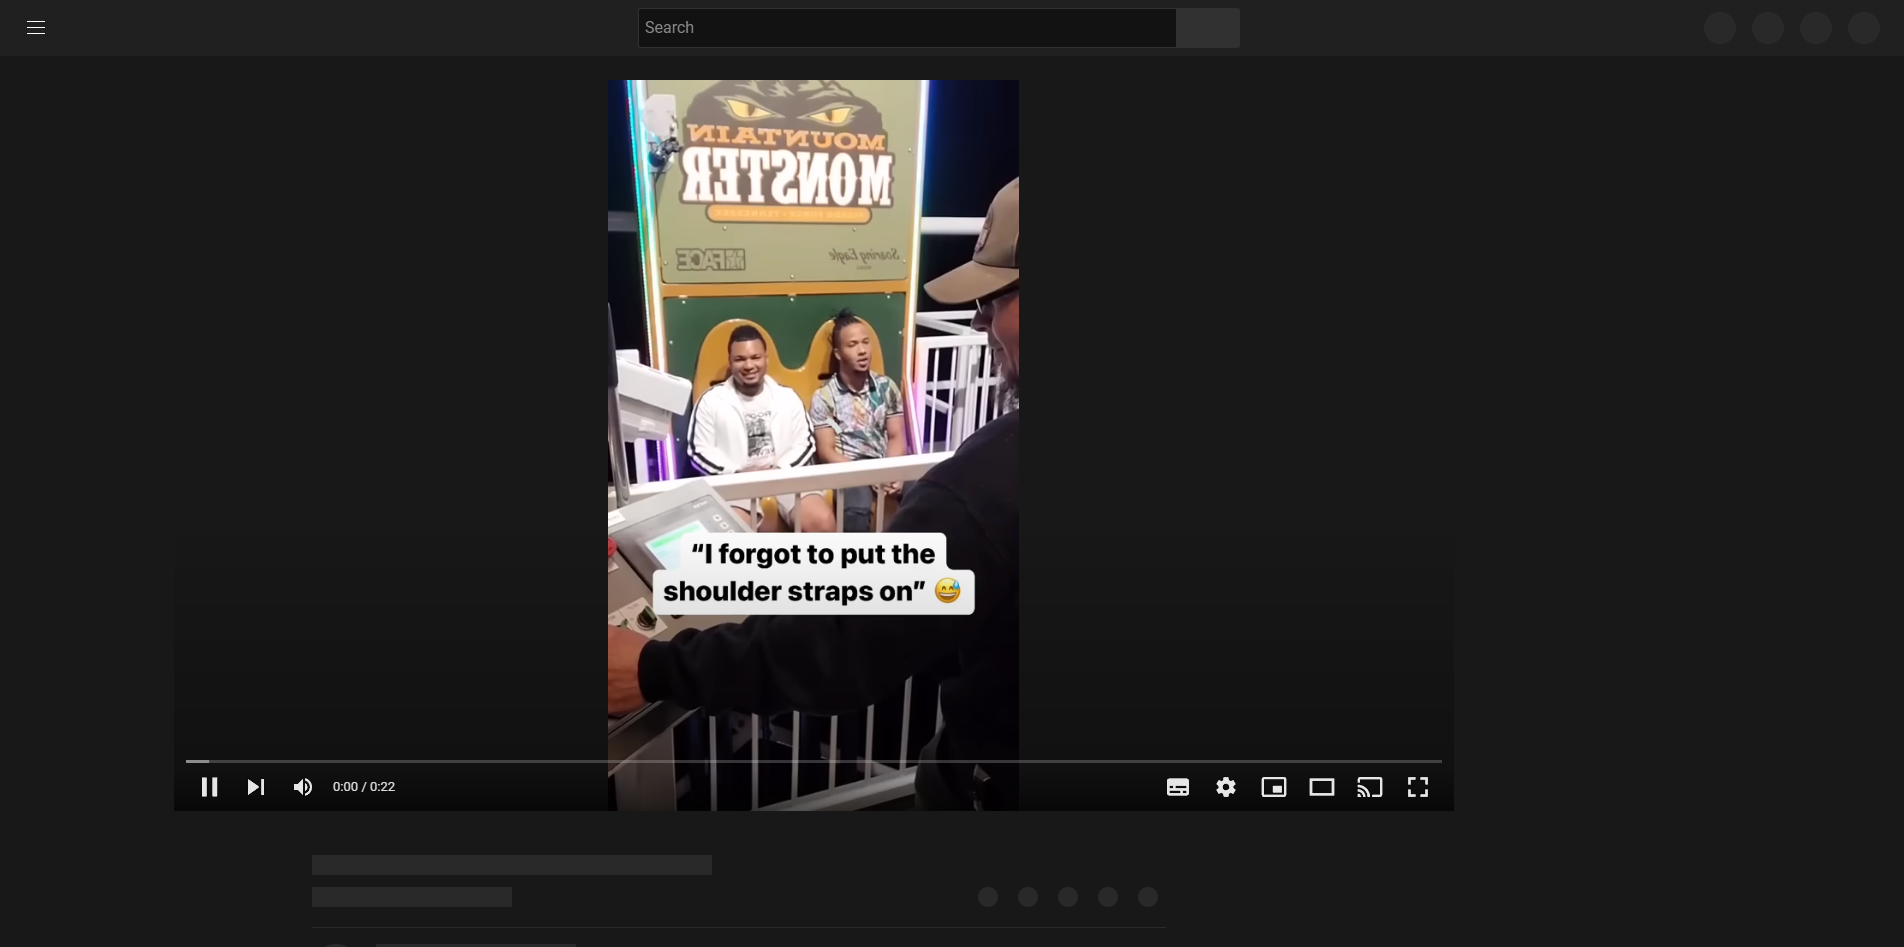 Search
MOUNTAIN
MONSTER
Soaring Eagle
FACE
“I forgot to put the
shoulder straps on” 😅
0:00 / 0:22